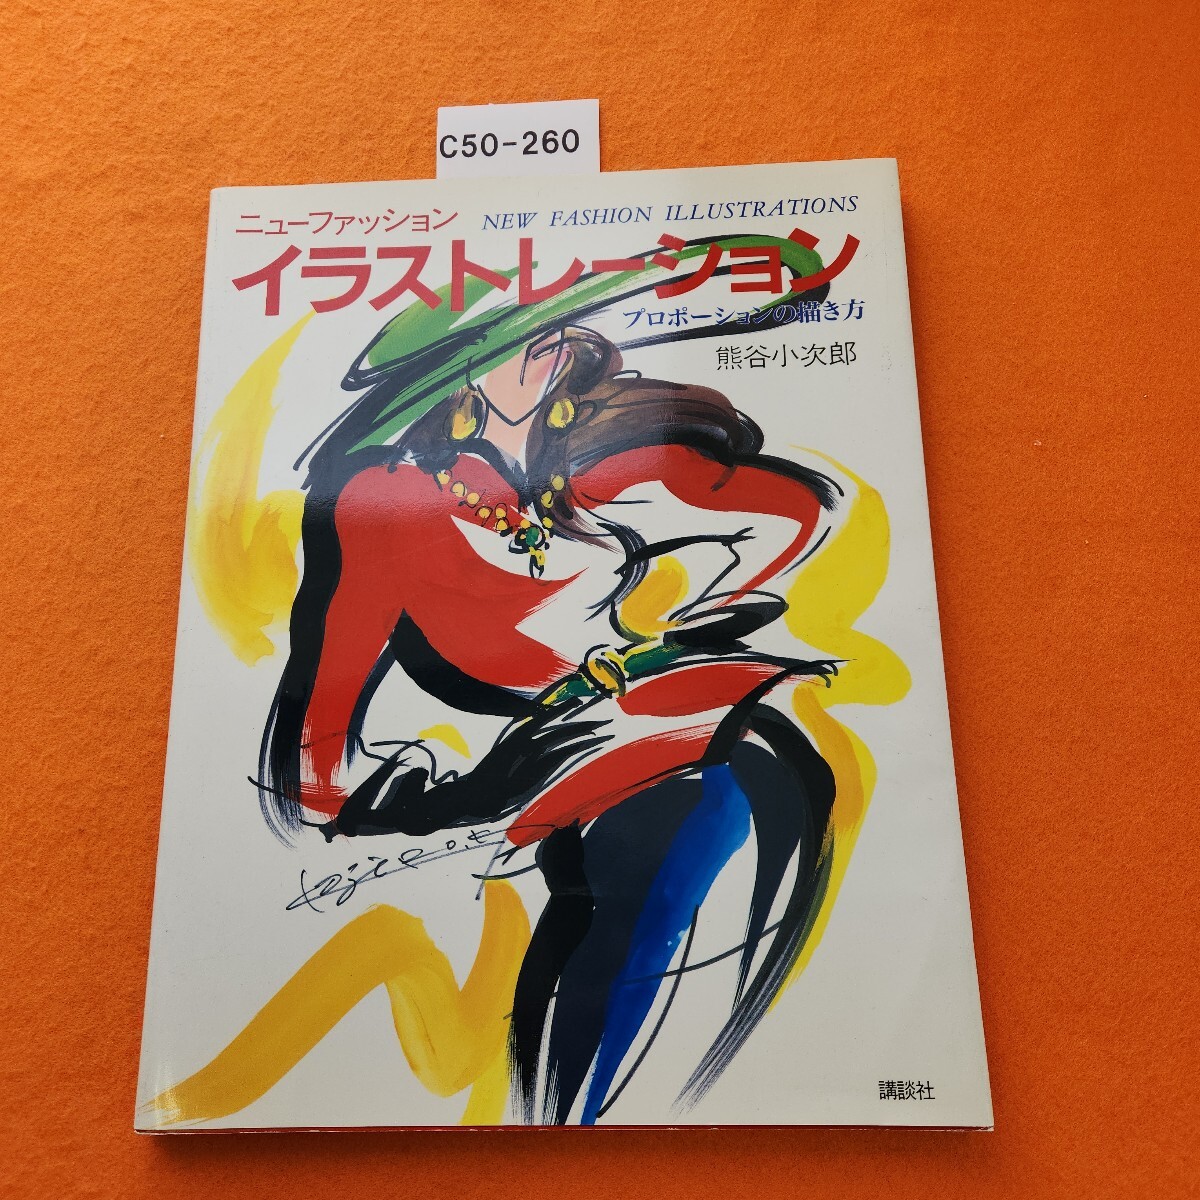 C50-260
ニューファッション
NEW FASHION ILLUSTRATIONS
イラストレーション
プロポーションの描き方
熊谷小次郎
Kojiro.K
講談社